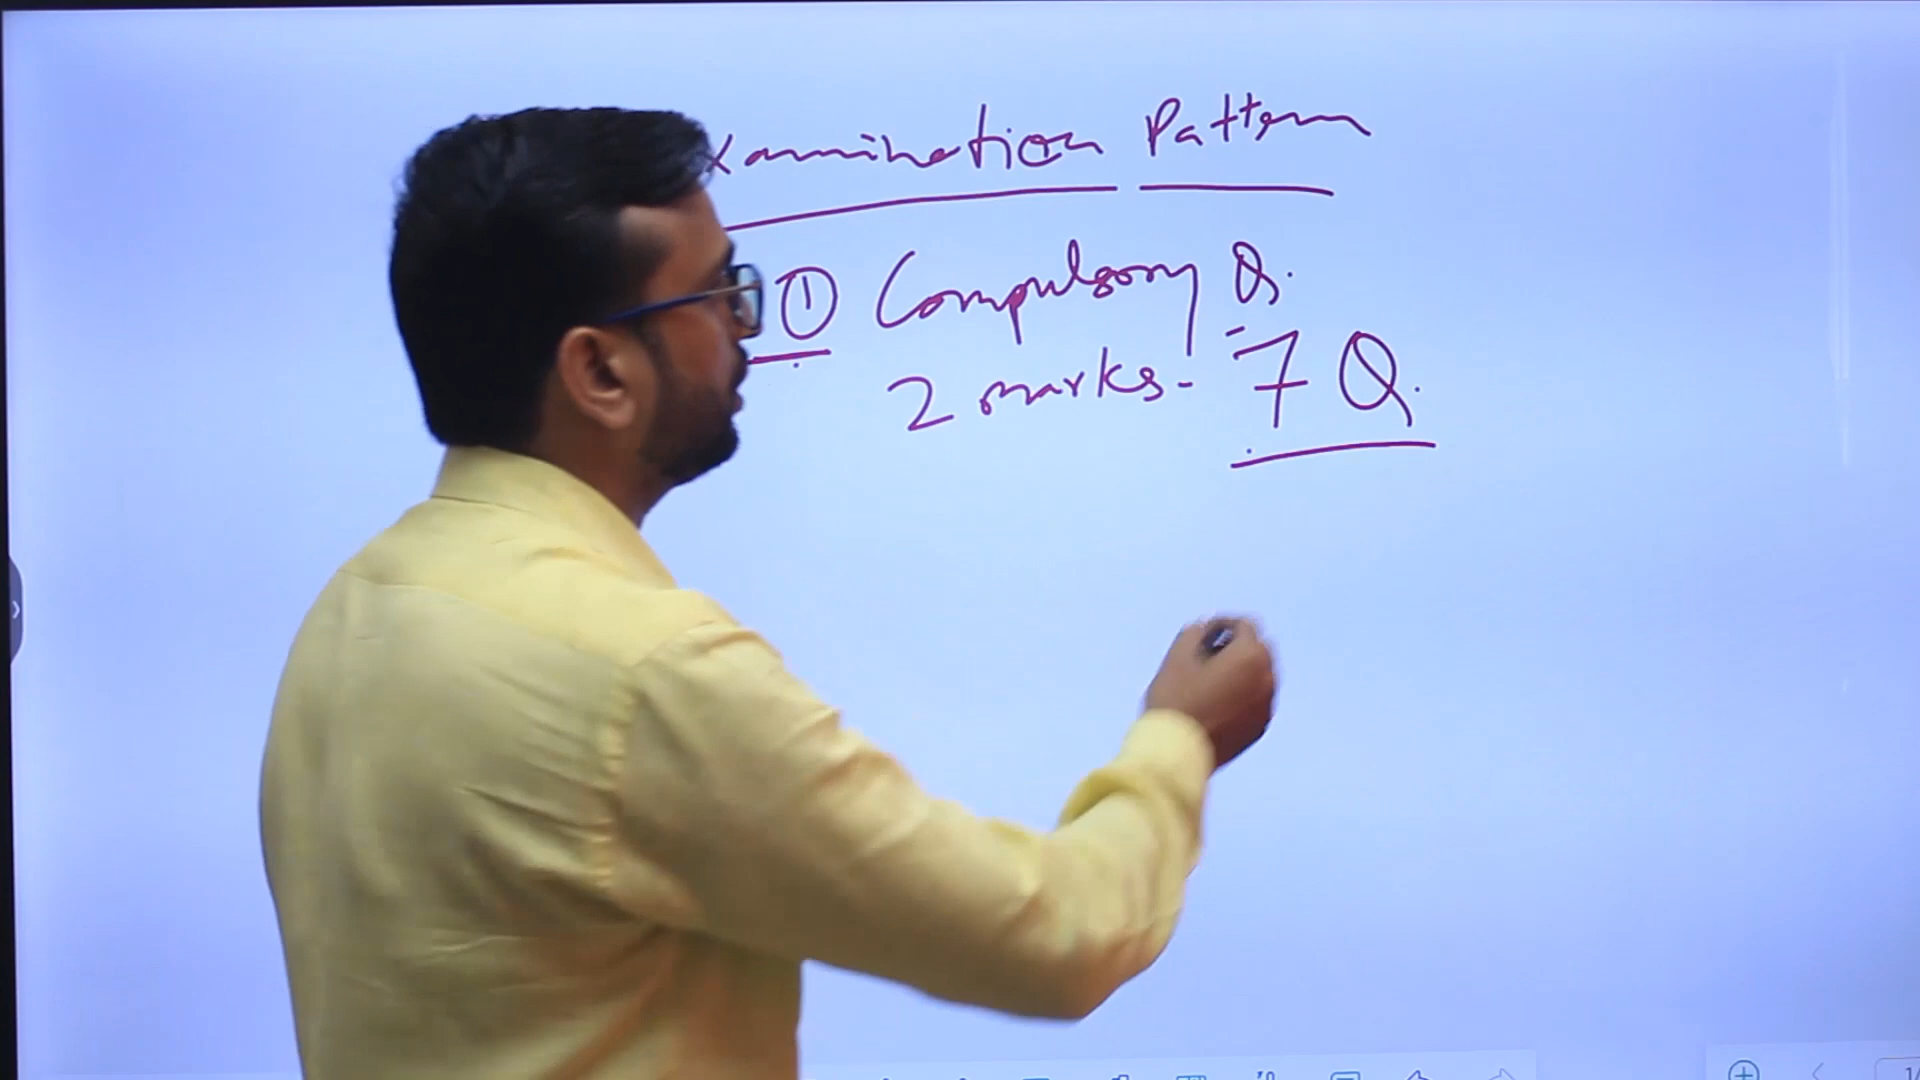 xamination Pattern
① Compulsory Q.
2 marks - 7 Q.